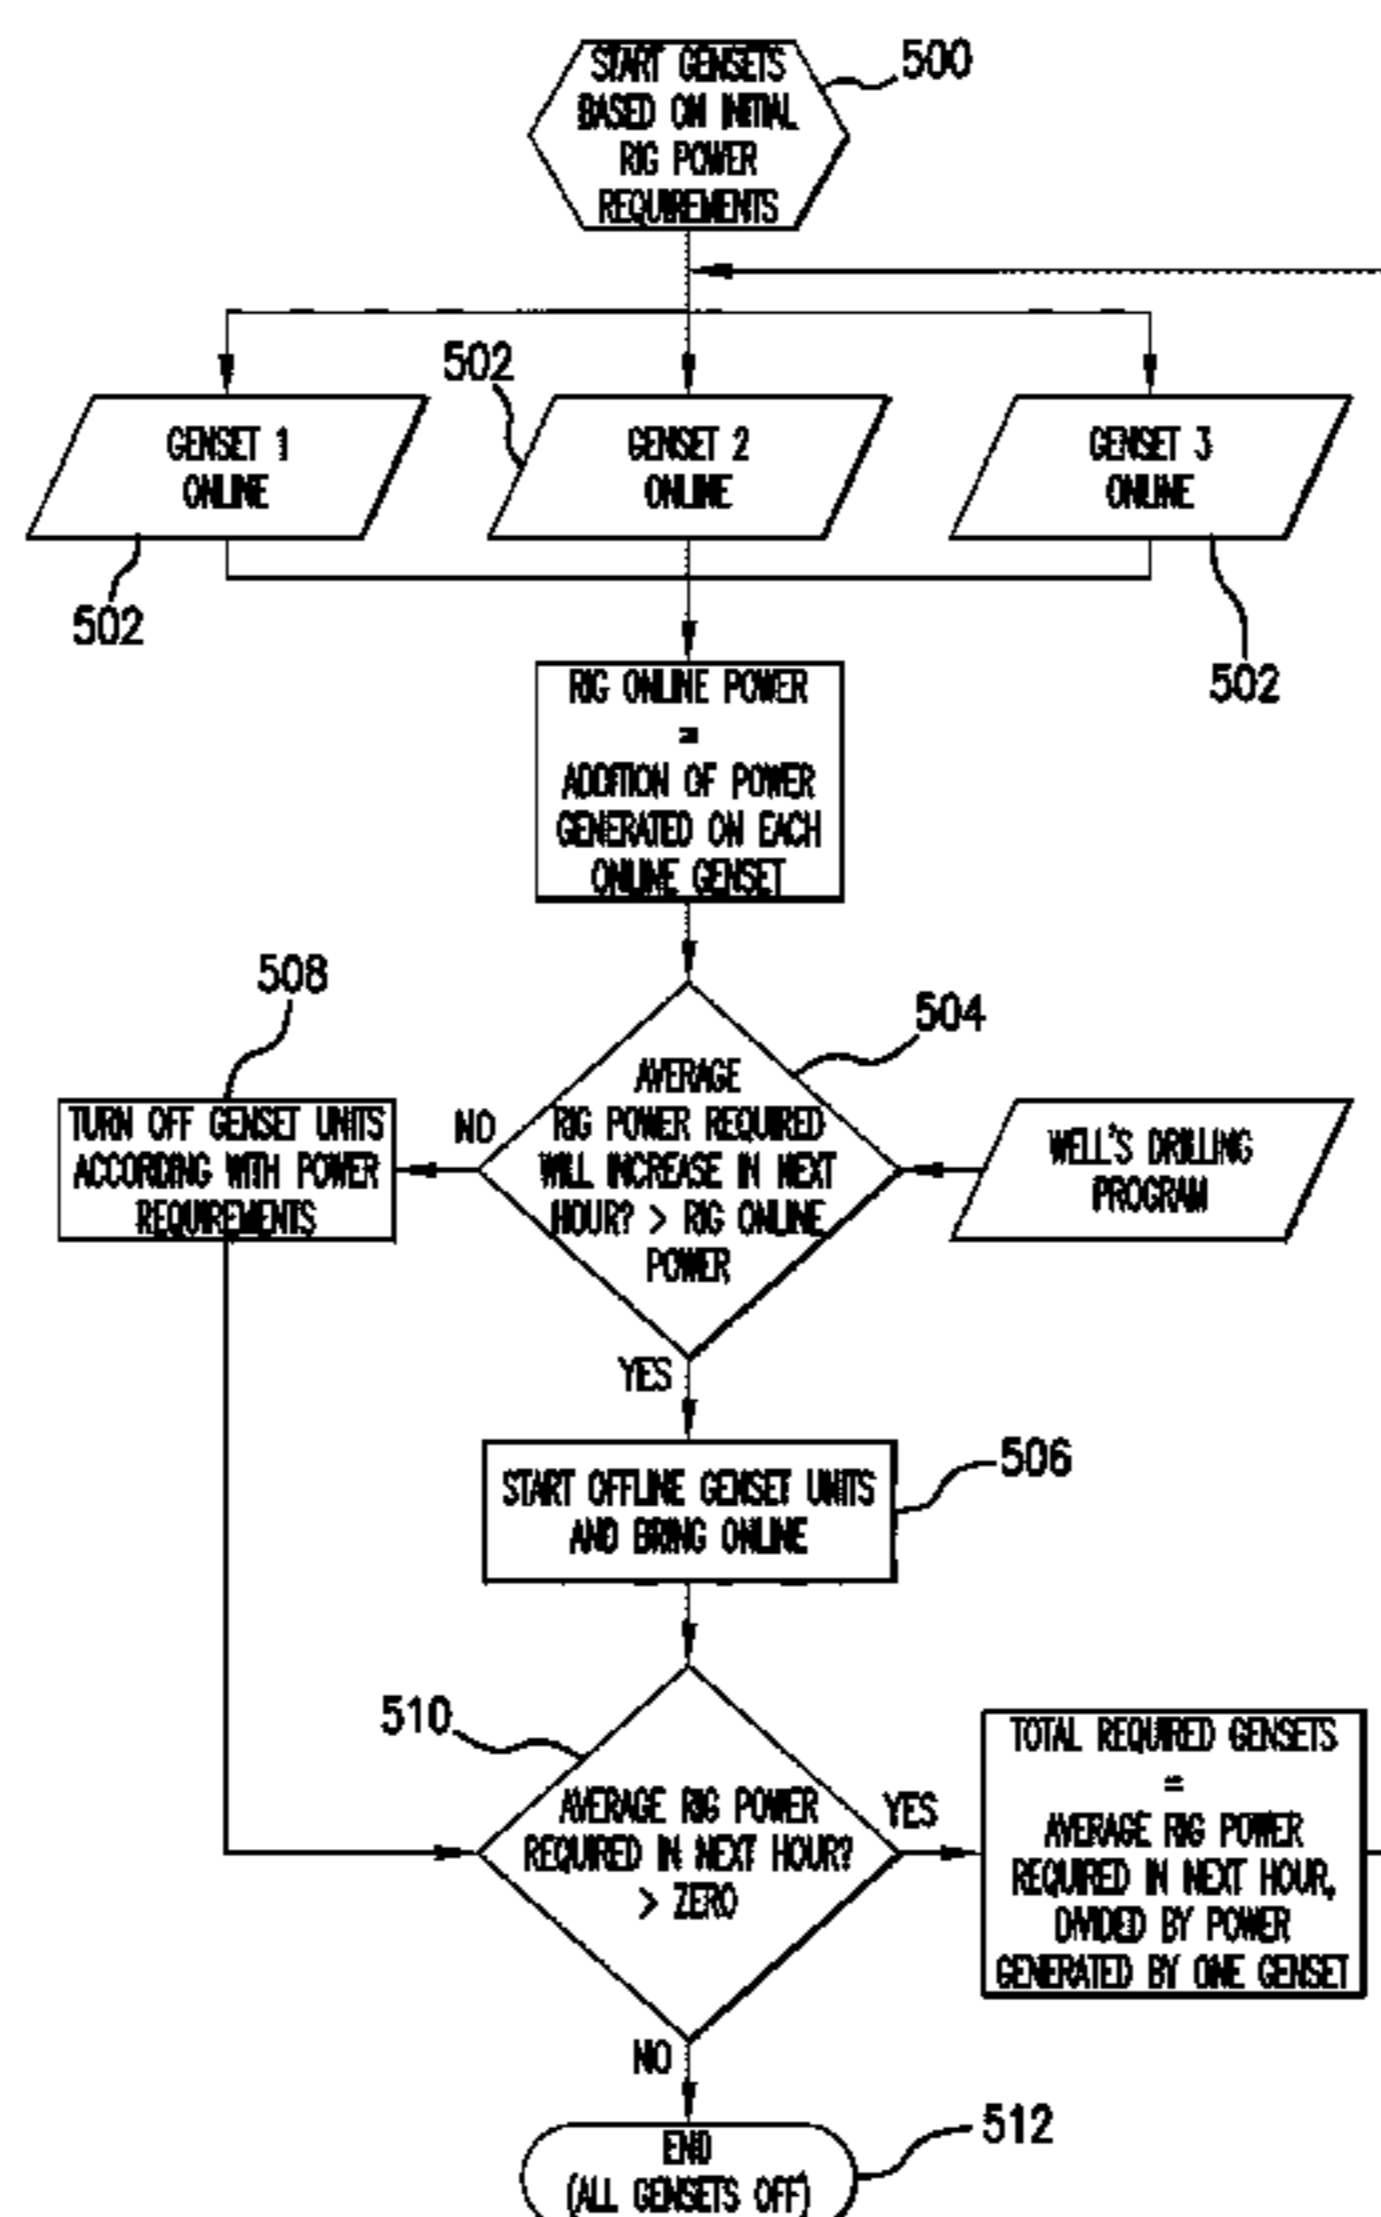 START GENSETS
BASED ON INITIAL
RIG POWER
REQUIREMENTS
500
502
GENSET 1
ONLINE
GENSET 2
ONLINE
GENSET 3
ONLINE
502
502
RIG ONLINE POWER
=
ADDITION OF POWER
GENERATED ON EACH
ONLINE GENSET
508
504
TURN OFF GENSET UNITS
ACCORDING WITH POWER
REQUIREMENTS
NO
AVERAGE
RIG POWER REQUIRED
WILL INCREASE IN NEXT
HOUR? > RIG ONLINE
POWER
WELL'S DRILLING
PROGRAM
YES
START OFFLINE GENSET UNITS
AND BRING ONLINE
506
510
AVERAGE RIG POWER
REQUIRED IN NEXT HOUR?
> ZERO
YES
TOTAL REQUIRED GENSETS
=
AVERAGE RIG POWER
REQUIRED IN NEXT HOUR,
DIVIDED BY POWER
GENERATED BY ONE GENSET
NO
END
(ALL GENSETS OFF)
512